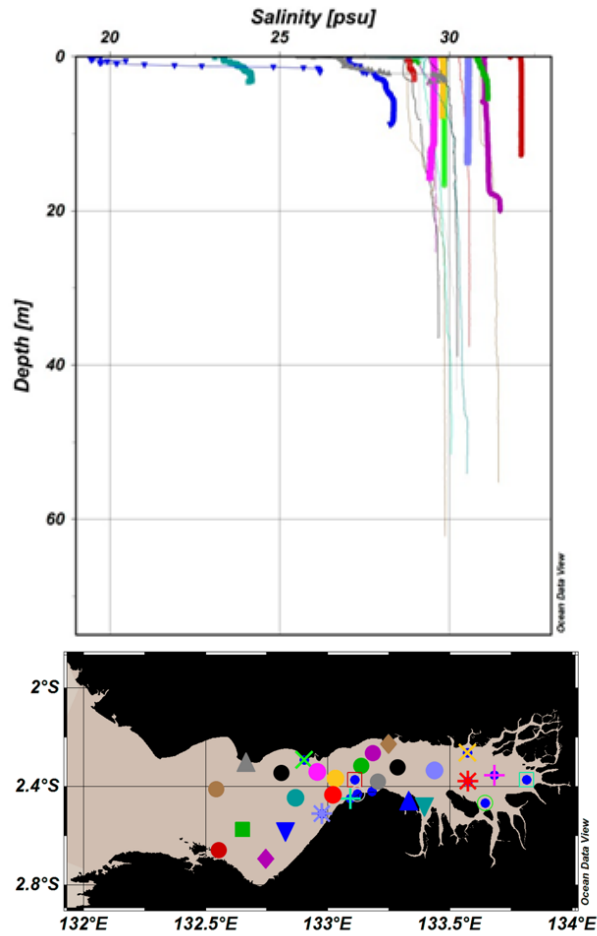 Salinity [psu]
20 25 30
0
20
40
60
Depth [m]
Ocean Data View
2°S
2.4°S
2.8°S
132°E 132.5°E 133°E 133.5°E 134°E
Ocean Data View